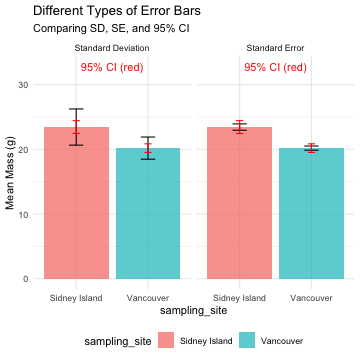 Different Types of Error Bars
Comparing SD, SE, and 95% CI
Standard Deviation
Standard Error
95% CI (red)
95% CI (red)
30
20
10
0
Mean Mass (g)
Sidney Island
Vancouver
Sidney Island
Vancouver
sampling_site
sampling_site
Sidney Island
Vancouver